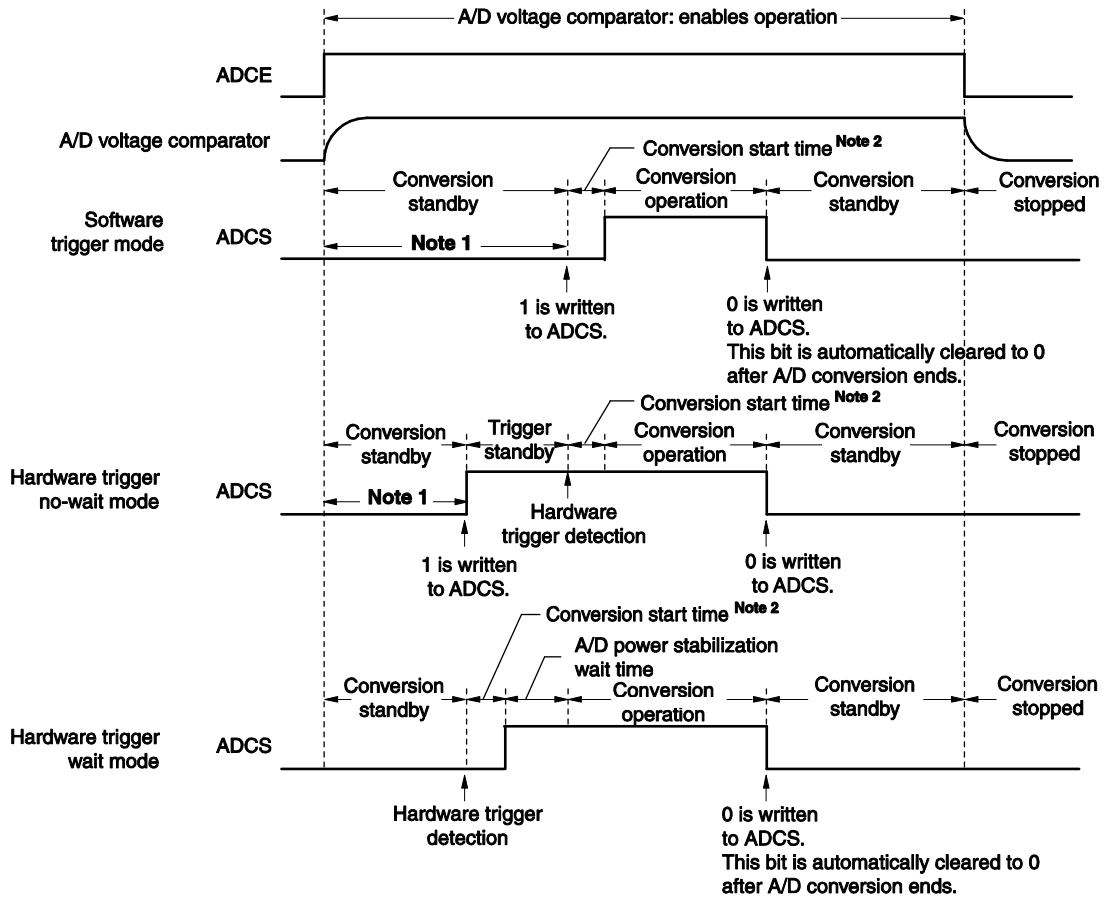 A/D voltage comparator: enables operation
ADCE
A/D voltage comparator
Conversion start time Note 2
Conversion
standby
Conversion
operation
Conversion
standby
Conversion
stopped
Software
trigger mode
ADCS
Note 1
1 is written
to ADCS.
0 is written
to ADCS.
This bit is automatically cleared to 0
after A/D conversion ends.
Conversion start time Note 2
Conversion
standby
Trigger
standby
Conversion
operation
Conversion
standby
Conversion
stopped
Hardware trigger
no-wait mode
ADCS
Note 1
Hardware
trigger detection
1 is written
to ADCS.
0 is written
to ADCS.
Conversion start time Note 2
A/D power stabilization
wait time
Conversion
standby
Conversion
operation
Conversion
standby
Conversion
stopped
Hardware trigger
wait mode
ADCS
Hardware trigger
detection
0 is written
to ADCS.
This bit is automatically cleared to 0
after A/D conversion ends.